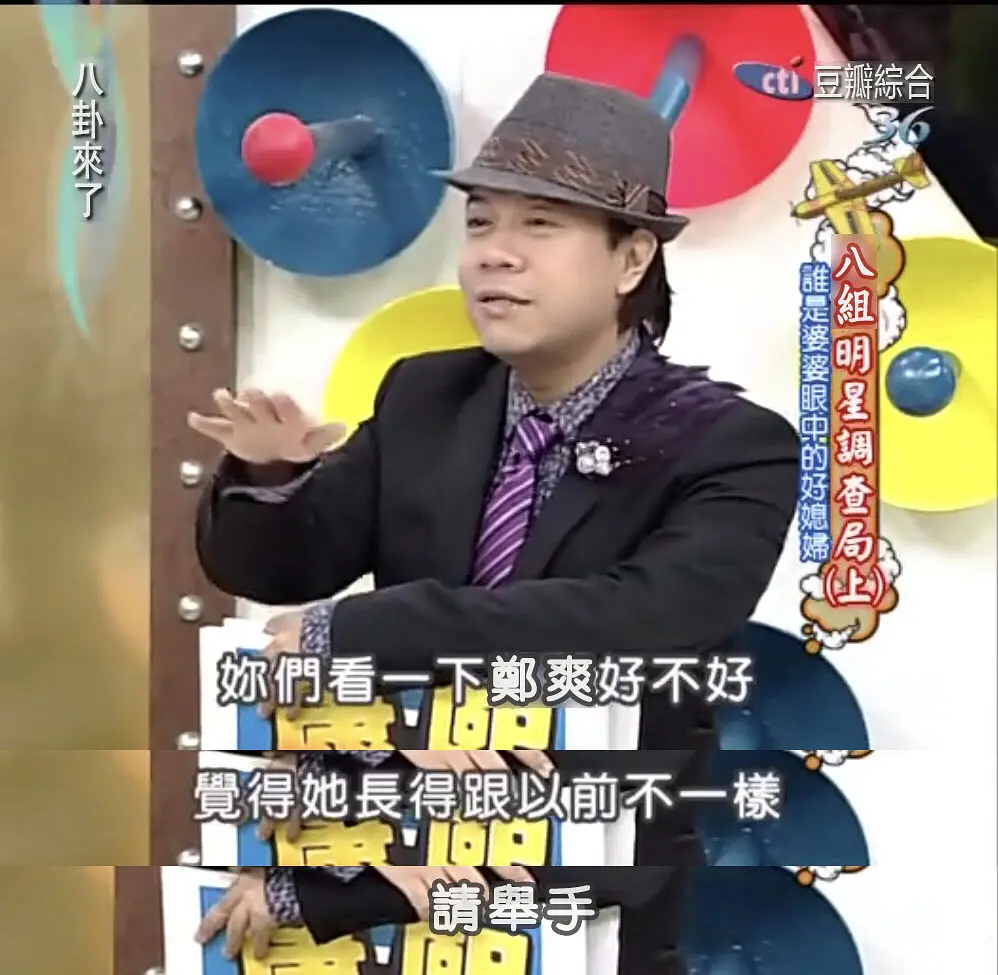 八卦來了
cti 豆瓣綜合
36
八組明星調查局(上)
誰是婆婆眼中的好媳婦
妳們看一下鄭爽好不好
覺得她長得跟以前不一樣
請舉手